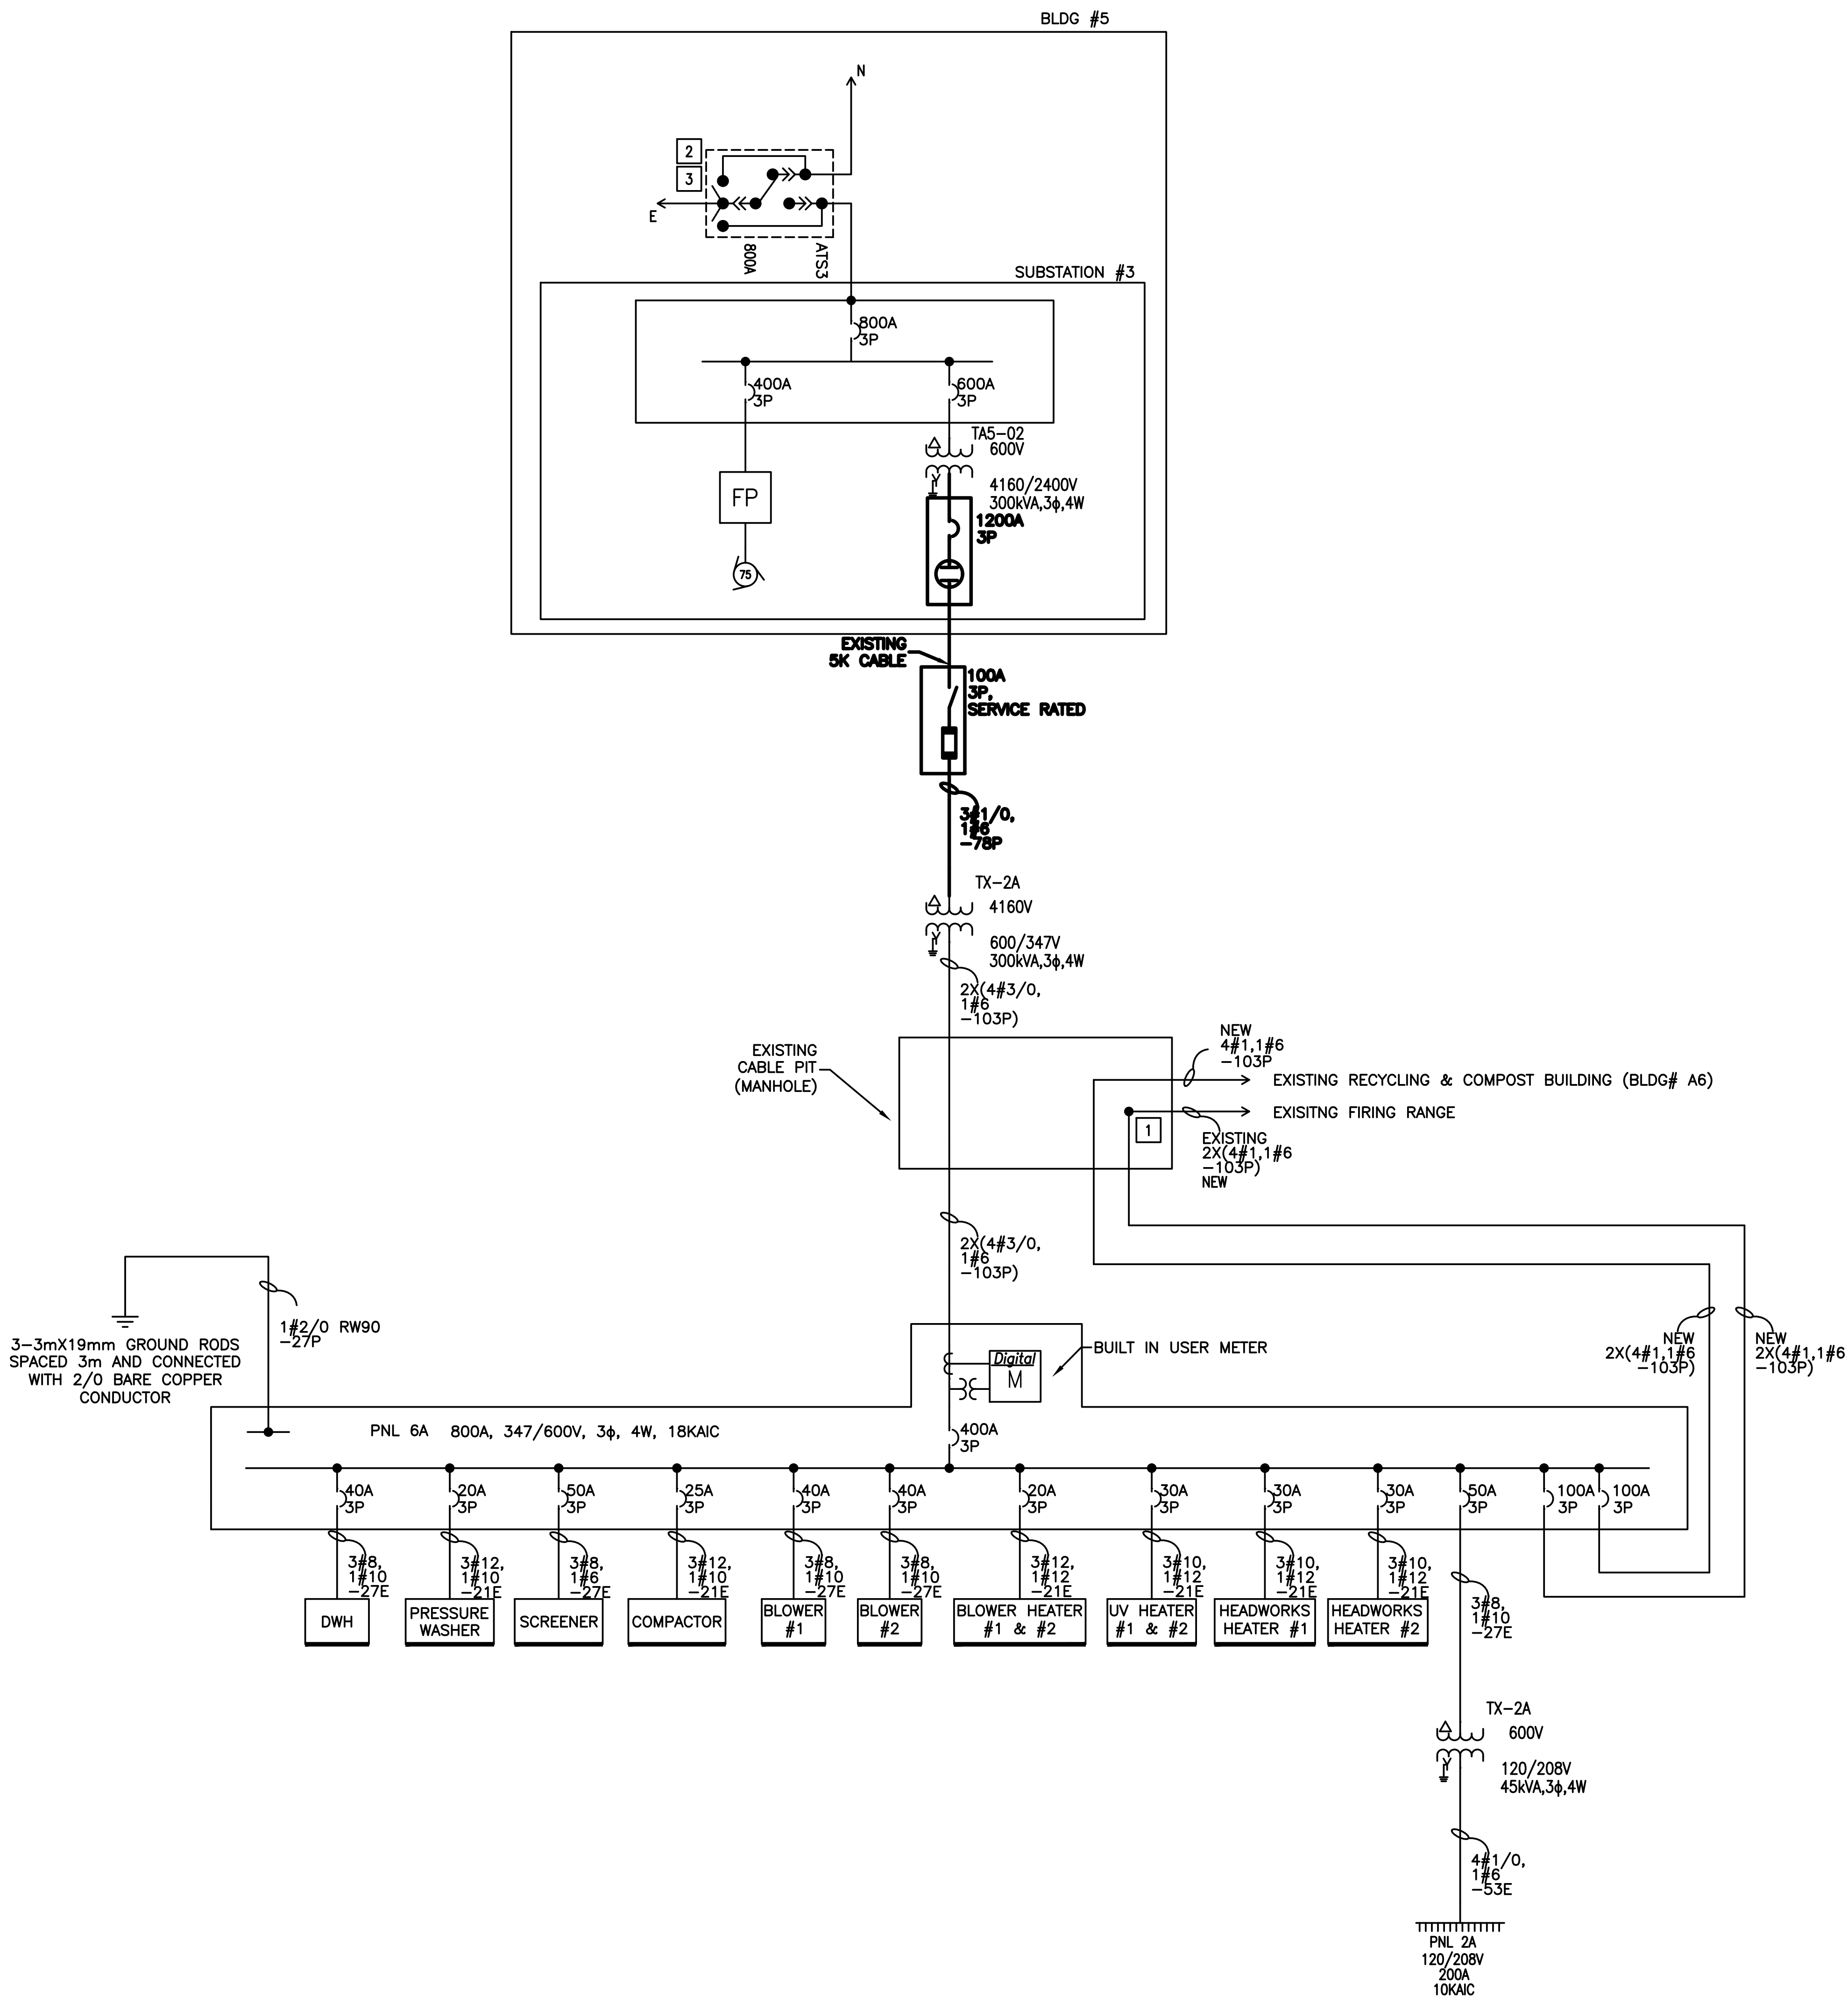 BLDG #5
N
2
3
E
800A
ATS3
SUBSTATION #3
800A
3P
400A
3P
600A
3P
TA5-02
600V
4160/2400V
300kVA,3ϕ,4W
FP
75
1200A
3P
EXISTING
5K CABLE
100A
3P,
SERVICE RATED
3#1/0,
1#6
-78P
TX-2A
4160V
600/347V
300kVA,3ϕ,4W
2X(4#3/0,
1#6
-103P)
EXISTING
CABLE PIT
(MANHOLE)
NEW
4#1,1#6
-103P
EXISTING RECYCLING & COMPOST BUILDING (BLDG# A6)
EXISITNG FIRING RANGE
1
EXISTING
2X(4#1,1#6
-103P)
NEW
2X(4#3/0,
1#6
-103P)
1#2/0 RW90
-27P
3-3mX19mm GROUND RODS
SPACED 3m AND CONNECTED
WITH 2/0 BARE COPPER
CONDUCTOR
NEW
2X(4#1,1#6
-103P)
NEW
2X(4#1,1#6
-103P)
Digital
M
BUILT IN USER METER
PNL 6A 800A, 347/600V, 3ϕ, 4W, 18KAIC
400A
3P
40A
3P
20A
3P
50A
3P
25A
3P
40A
3P
40A
3P
20A
3P
30A
3P
30A
3P
30A
3P
50A
3P
100A
3P
100A
3P
3#8,
1#10
-27E
3#12,
1#10
-21E
3#8,
1#6
-27E
3#12,
1#10
-21E
3#8,
1#10
-27E
3#8,
1#10
-27E
3#12,
1#12
-21E
3#10,
1#12
-21E
3#10,
1#12
-21E
3#10,
1#12
-21E
3#8,
1#10
-27E
DWH
PRESSURE
WASHER
SCREENER
COMPACTOR
BLOWER
#1
BLOWER
#2
BLOWER HEATER
#1 & #2
UV HEATER
#1 & #2
HEADWORKS
HEATER #1
HEADWORKS
HEATER #2
TX-2A
600V
120/208V
45kVA,3ϕ,4W
4#1/0,
1#6
-53E
PNL 2A
120/208V
200A
10KAIC